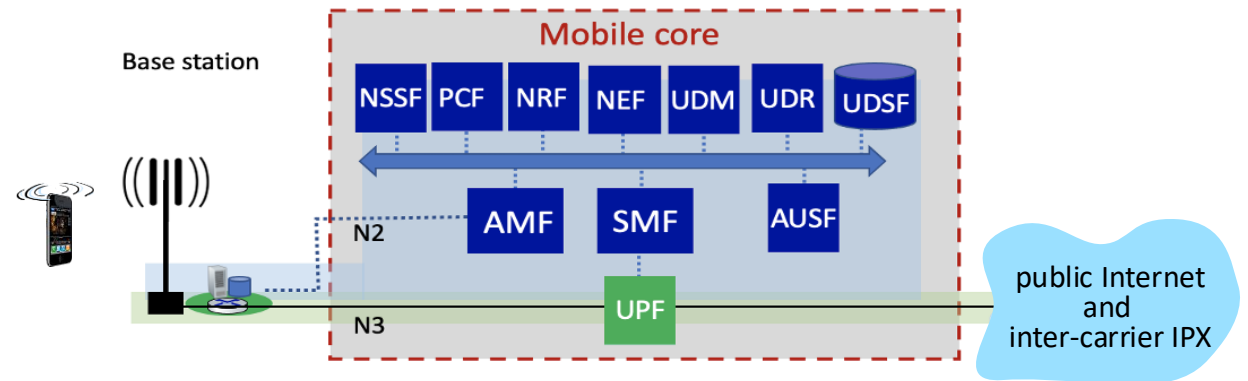 Mobile core
Base station
NSSF
PCF
NRF
NEF
UDM
UDR
UDSF
AMF
SMF
AUSF
N2
UPF
N3
public Internet
and
inter-carrier IPX